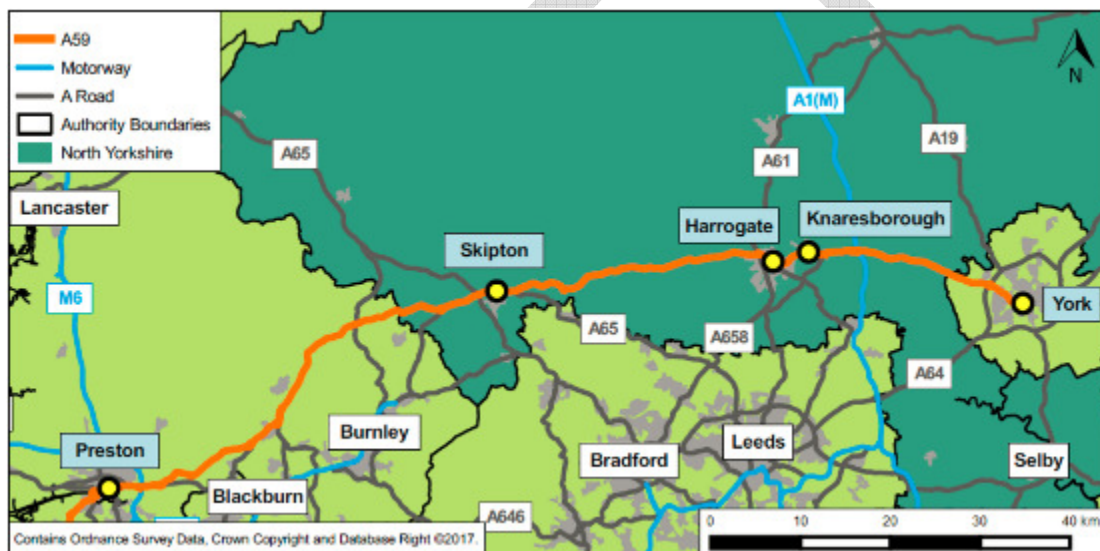 A59
Motorway
A Road
Authority Boundaries
North Yorkshire
N
A1(M)
A65
A61
A19
Lancaster
Harrogate
Knaresborough
Skipton
M6
York
A65
A658
A64
Preston
Burnley
Bradford
Leeds
Selby
Blackburn
A646
0 10 20 30 40 km
Contains Ordnance Survey Data, Crown Copyright and Database Right ©2017.